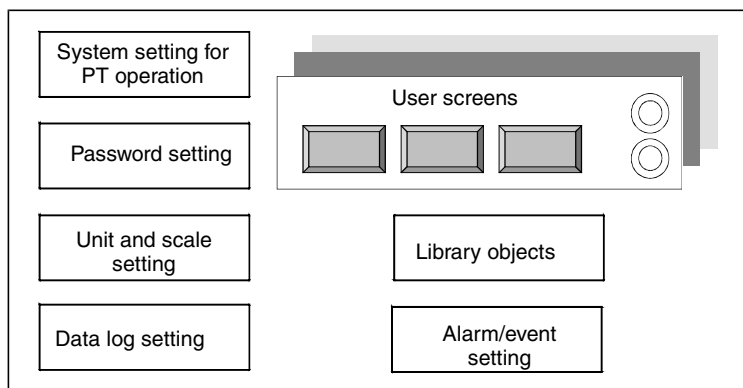 System setting for
PT operation
User screens
Password setting
Unit and scale
setting
Library objects
Data log setting
Alarm/event
setting